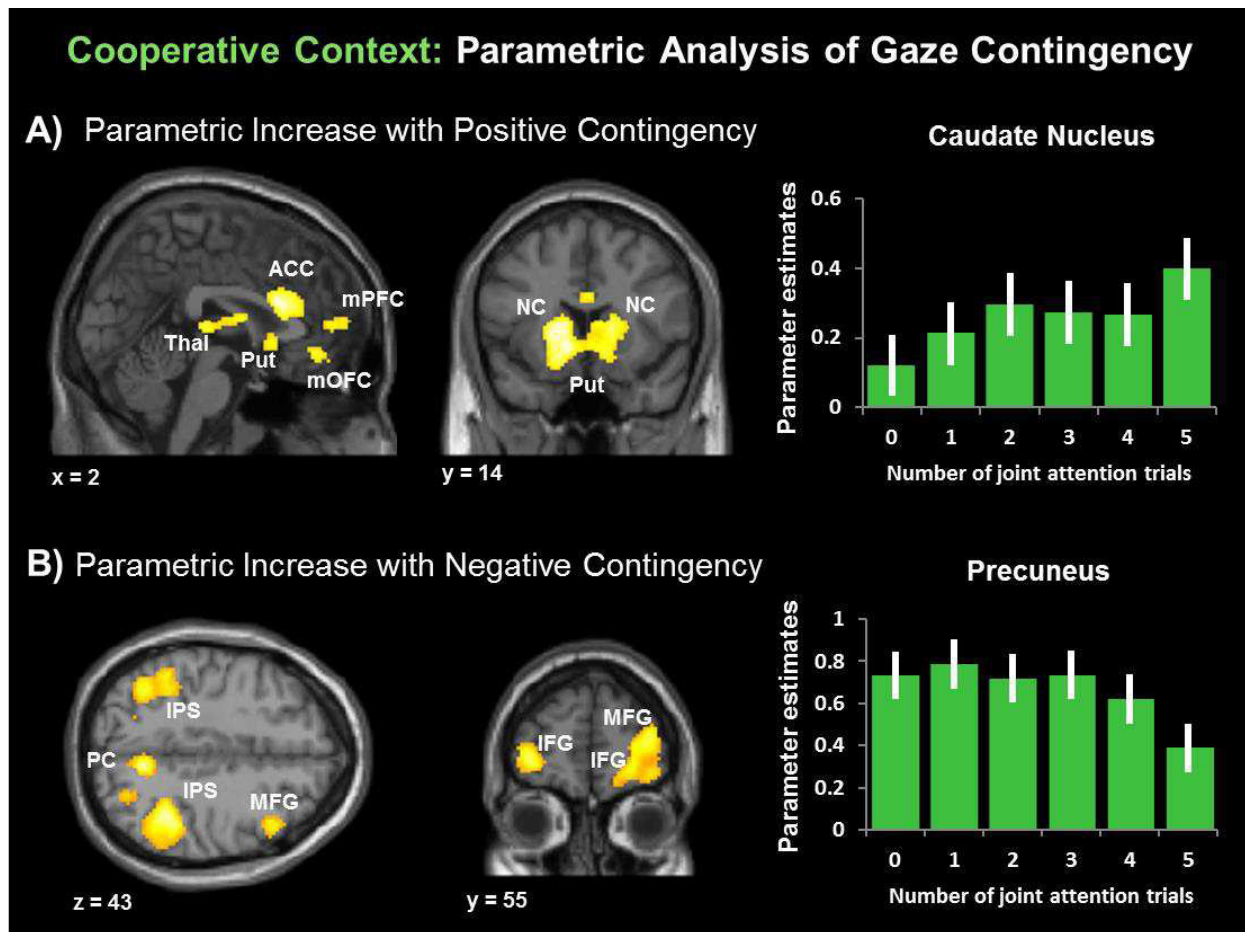 Cooperative Context: Parametric Analysis of Gaze Contingency
A) Parametric Increase with Positive Contingency
ACC
mPFC
Thal
Put
mOFC
x = 2
NC
NC
Put
y = 14
Caudate Nucleus
Parameter estimates
0.6
0.4
0.2
0
0 1 2 3 4 5
Number of joint attention trials
B) Parametric Increase with Negative Contingency
IPS
PC
IPS
MFG
z = 43
MFG
IFG
IFG
y = 55
Precuneus
Parameter estimates
1
0.8
0.6
0.4
0.2
0
0 1 2 3 4 5
Number of joint attention trials